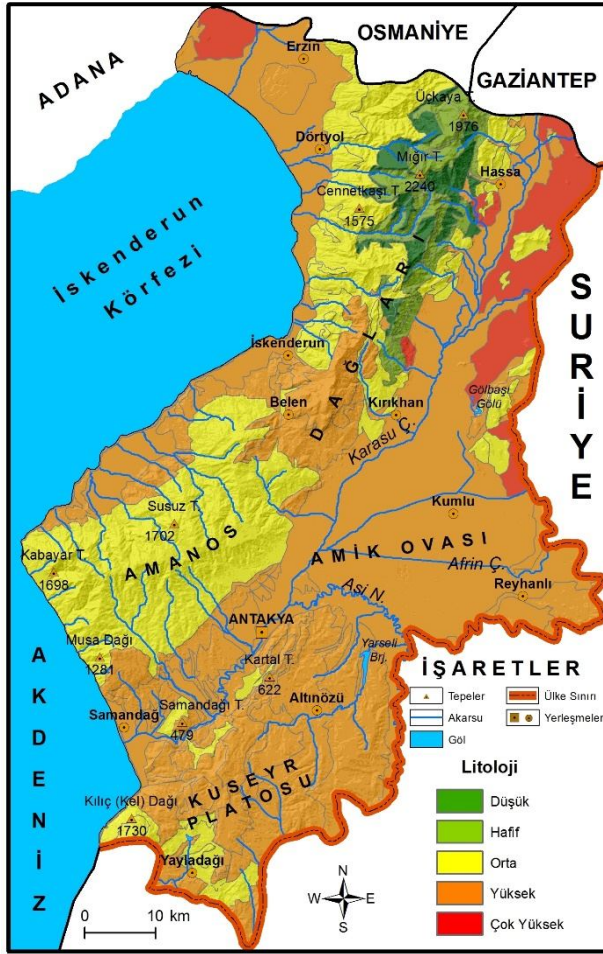 OSMANİYE
ADANA
GAZİANTEP
Erzin
Üçkaya
1976
Dörtyol
Mığır T.
2240
Hassa
Cennetkaşı T.
1575
İskenderun
Körfezi
SURİYE
İskenderun
DAĞLARI
Belen
Kırıkhan
Gölbaşı
Gölü
Karasu Ç.
Kumlu
Susuz T.
1702
AMANOS
AMİK OVASI
Kabayar T.
1698
Afrin Ç.
Reyhanlı
Asi N.
ANTAKYA
Musa Dağı
1281
Yarseli
Brj.
Kartal T.
622
Altınözü
Samandağ
Samandağı T.
479
AKDENİZ
KUSEYR
PLATOSU
Kılıç (Kel) Dağı
1730
Yayladağı
İŞARETLER
Tepeler
Ülke Sınırı
Akarsu
Yerleşmeler
Göl
Litoloji
Düşük
Hafif
Orta
Yüksek
Çok Yüksek
N
W E
S
0 10 km